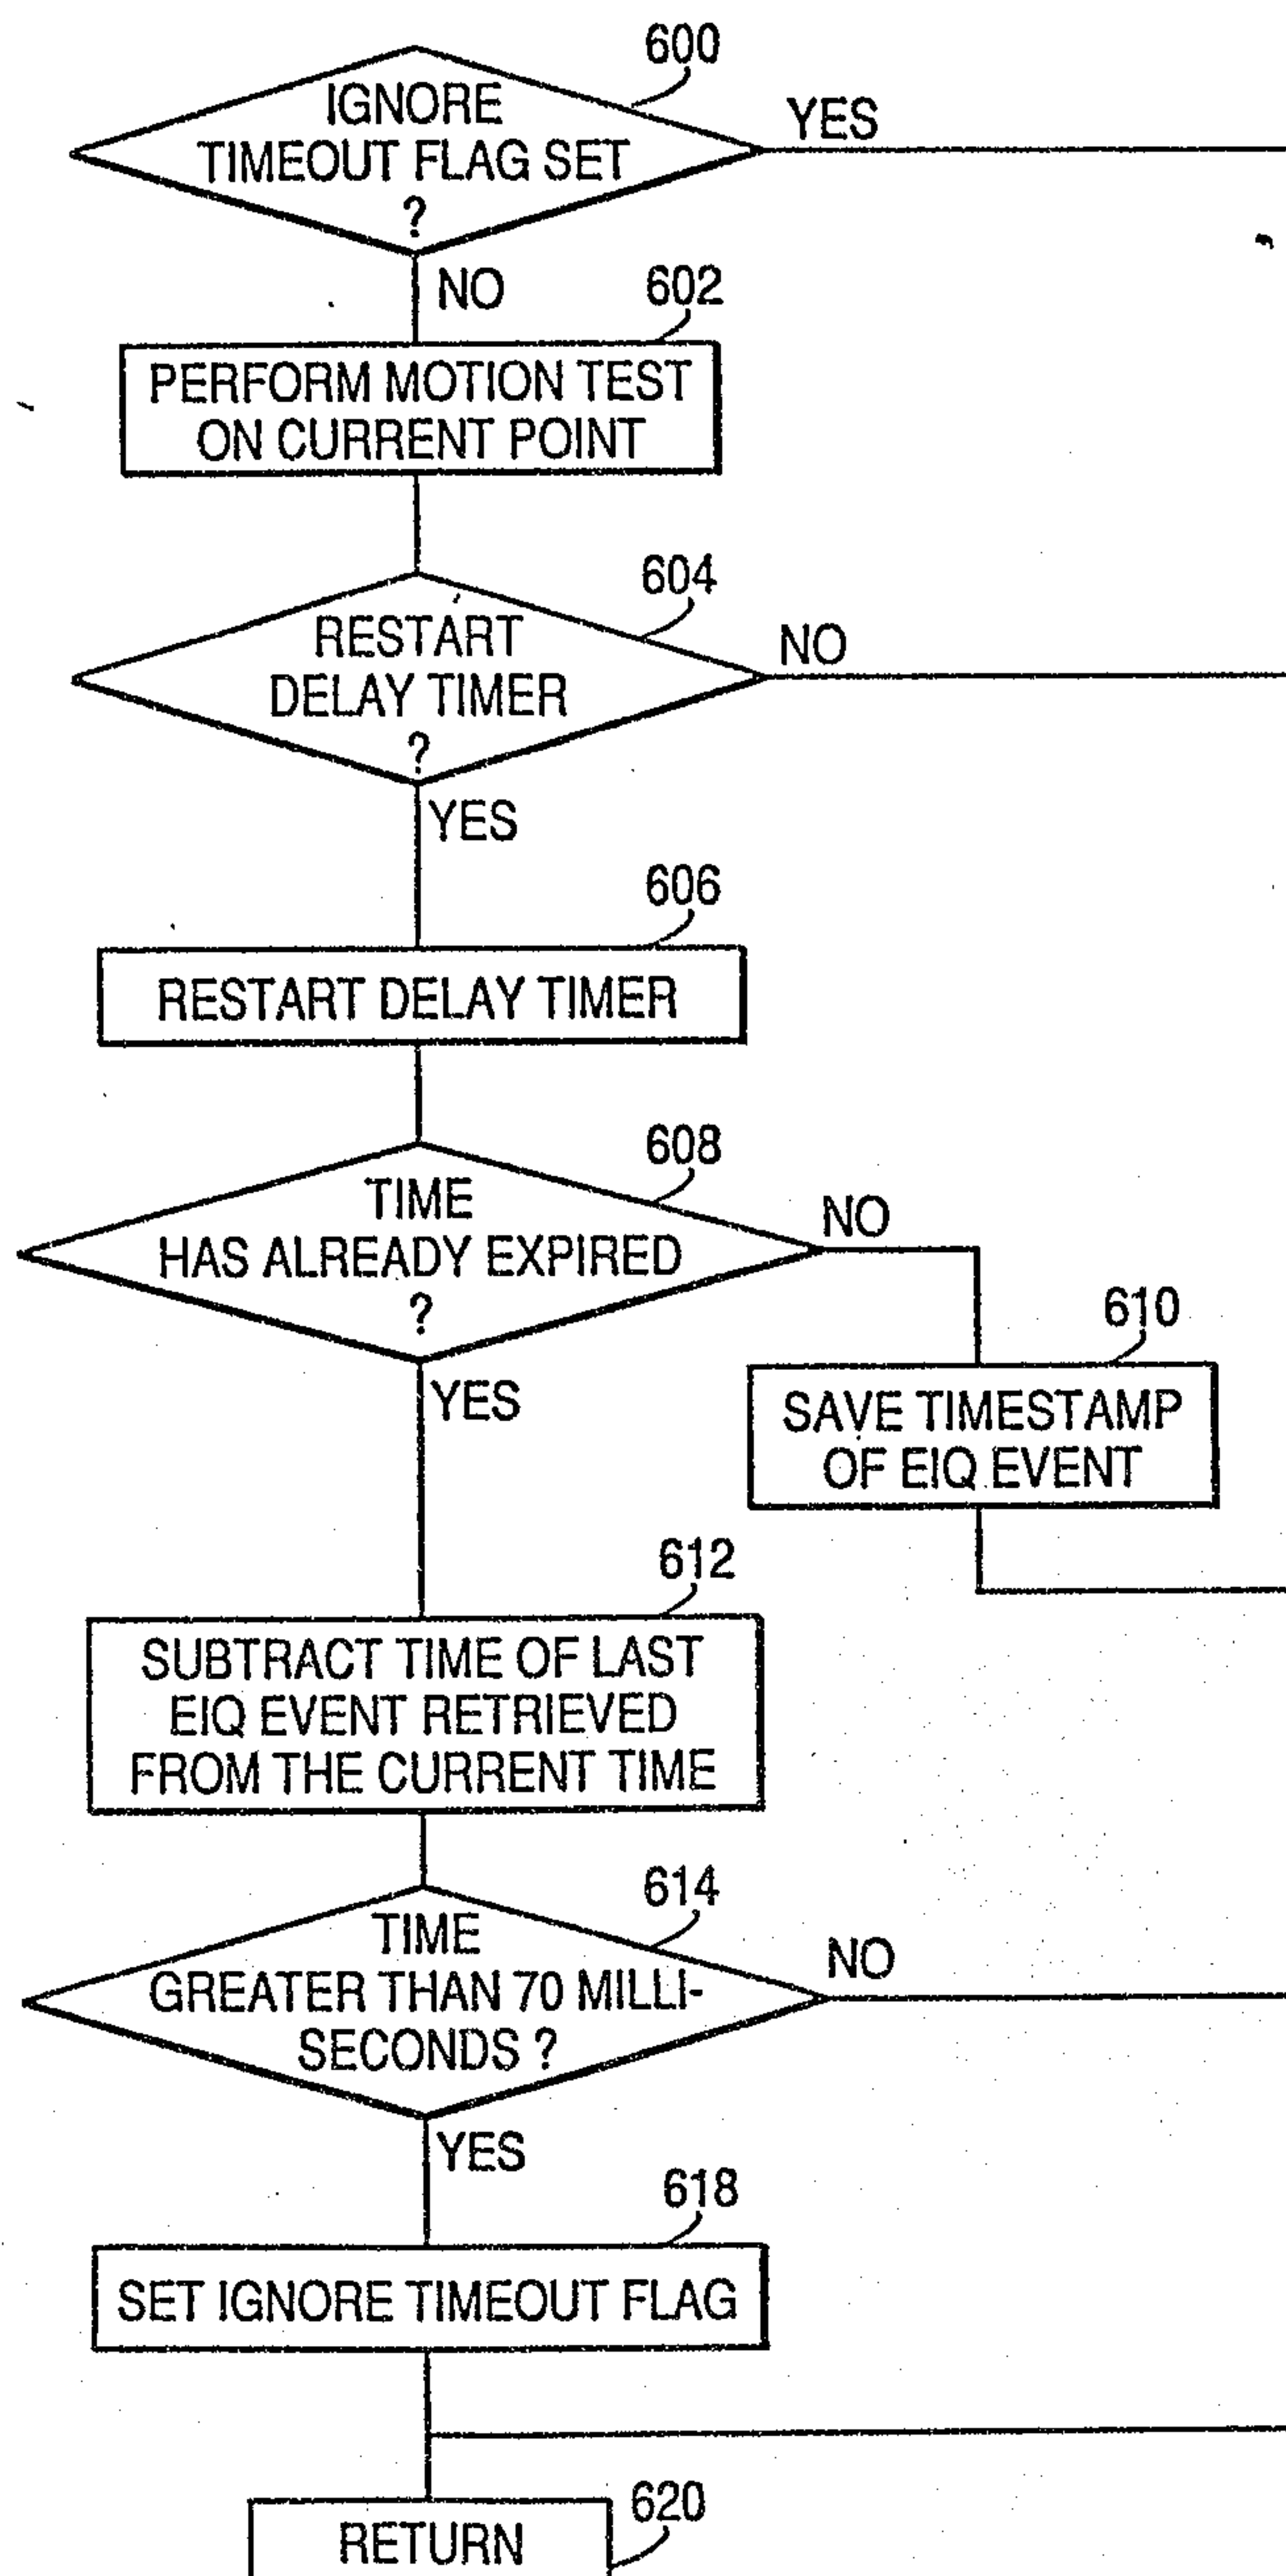 600
IGNORE
TIMEOUT FLAG SET
?
YES
NO
602
PERFORM MOTION TEST
ON CURRENT POINT
604
RESTART
DELAY TIMER
?
NO
YES
606
RESTART DELAY TIMER
608
TIME
HAS ALREADY EXPIRED
?
NO
YES
610
SAVE TIMESTAMP
OF EIQ EVENT
612
SUBTRACT TIME OF LAST
EIQ EVENT RETRIEVED
FROM THE CURRENT TIME
614
TIME
GREATER THAN 70 MILLI-
SECONDS ?
NO
YES
618
SET IGNORE TIMEOUT FLAG
620
RETURN